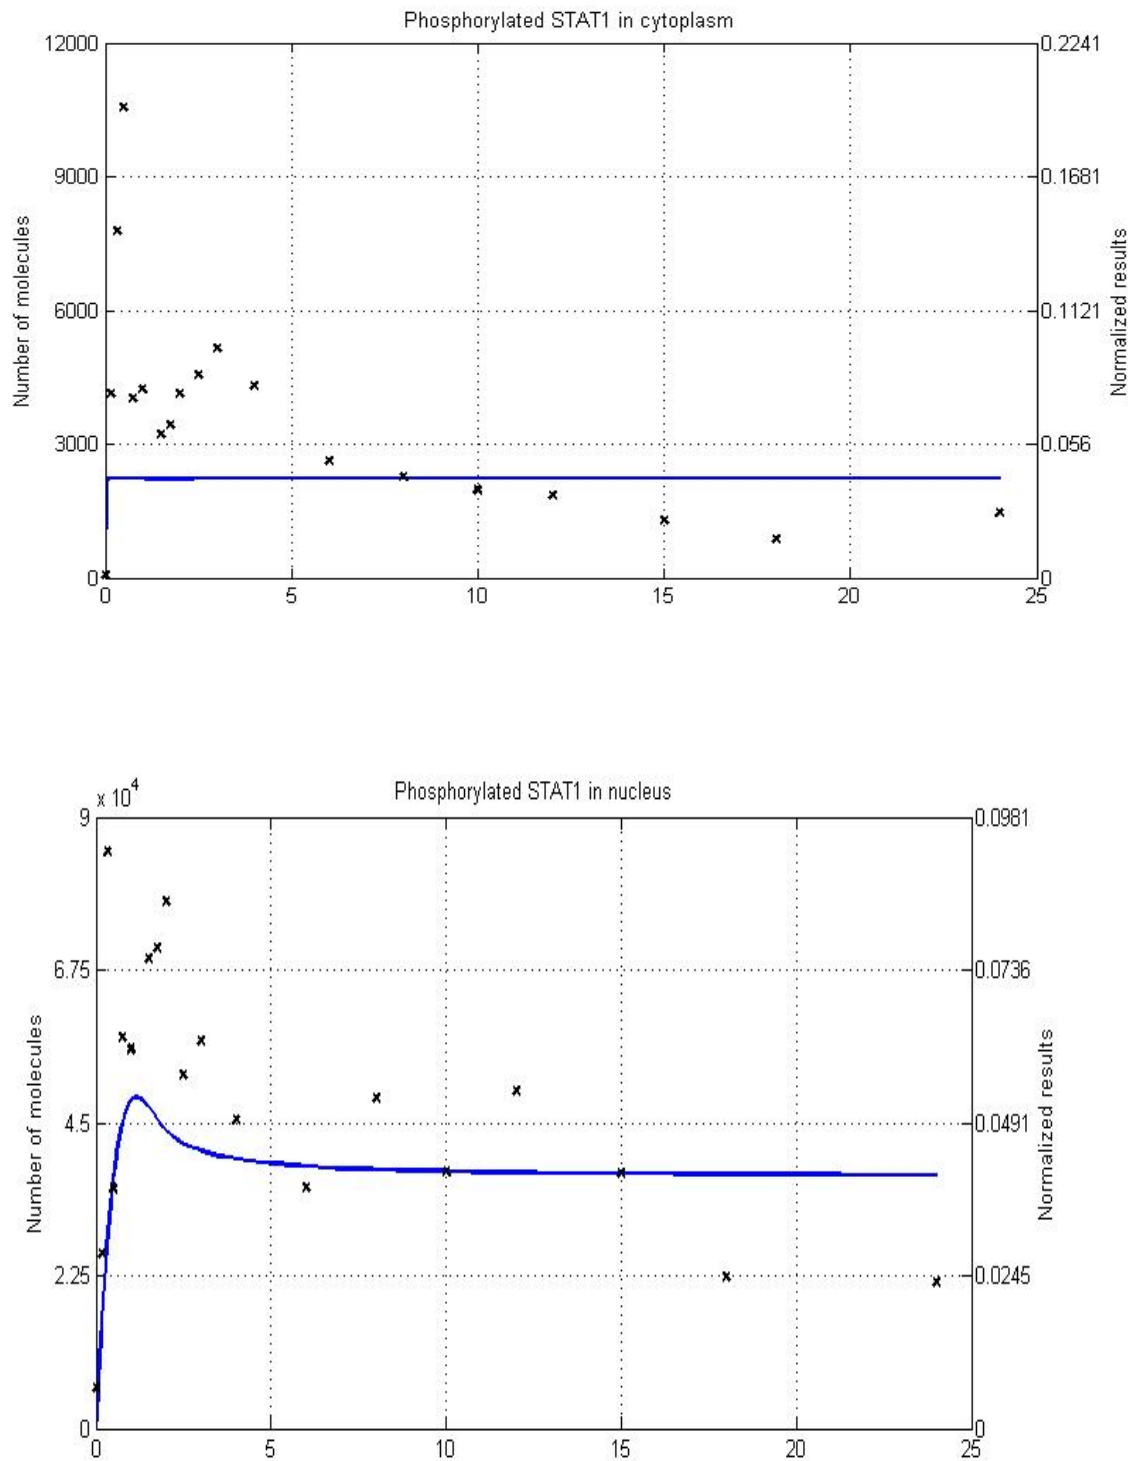 Phosphorylated STAT1 in cytoplasm
12000
9000
6000
3000
0
Number of molecules
0.2241
0.1681
0.1121
0.056
0
Normalized results
0 5 10 15 20 25
Phosphorylated STAT1 in nucleus
x 10^4
9
6.75
4.5
2.25
0
Number of molecules
0.0981
0.0736
0.0491
0.0245
0
Normalized results
0 5 10 15 20 25